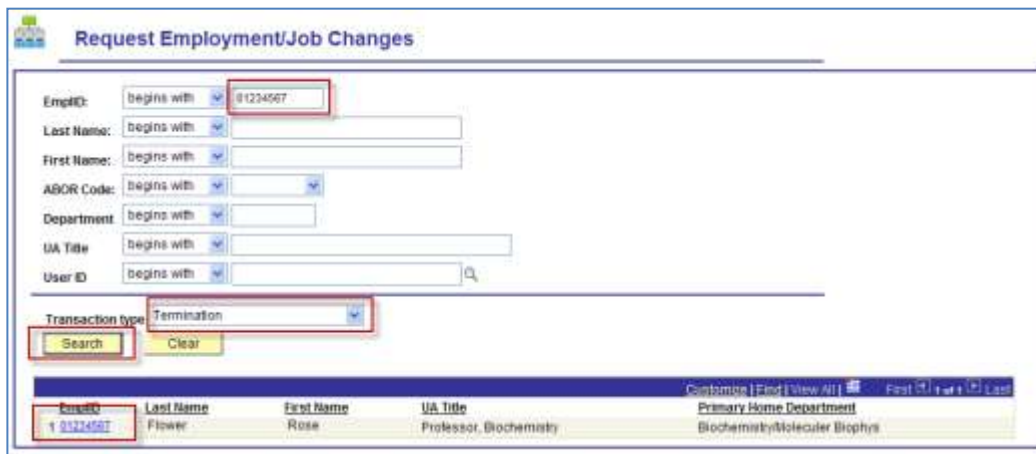 Request Employment/Job Changes
EmplID: begins with 01234567
Last Name: begins with
First Name: begins with
ABOR Code: begins with
Department begins with
UA Title begins with
User ID begins with
Transaction type Termination
Search Clear
Customize | Find | View All | First 1 of 1 Last
EmplID Last Name First Name UA Title Primary Home Department
1 01234567 Flower Rose Professor, Biochemistry Biochemistry/Moleculer Biophys